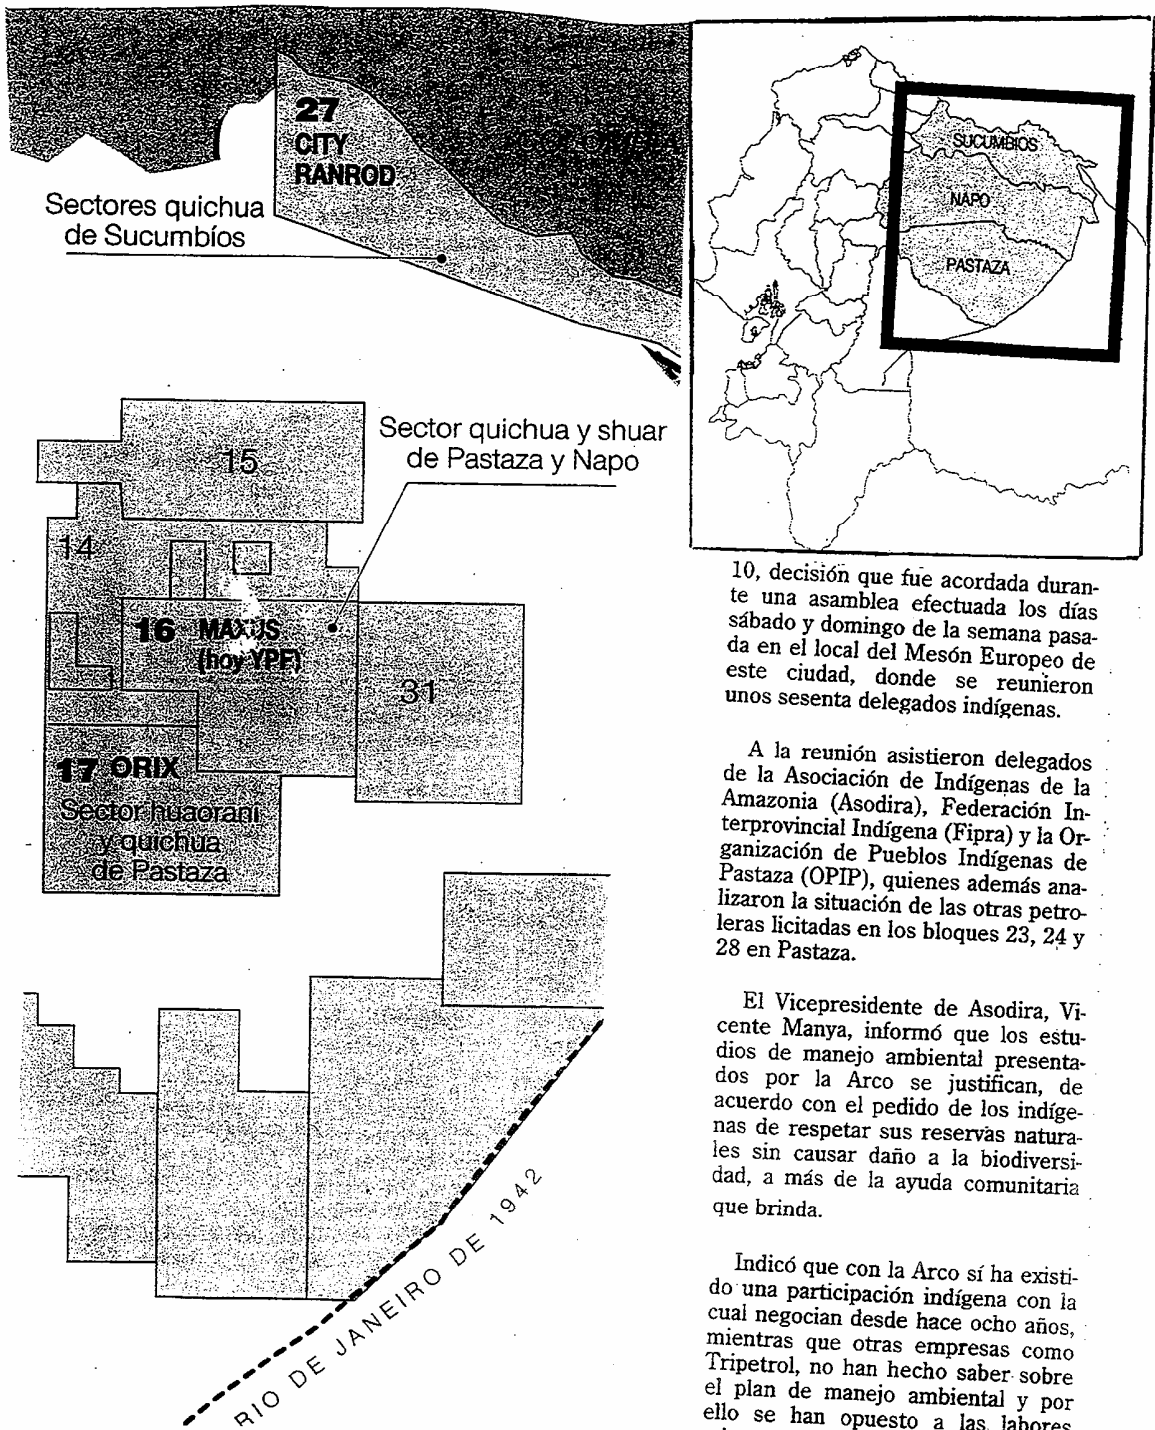 27
CITY
RANROD
COLOMBIA
Sectores quichua
de Sucumbíos
SUCUMBIOS
NAPO
PASTAZA
Sector quichua y shuar
de Pastaza y Napo
15
14
16 MAXUS
(hoy YPF)
31
17 ORIX
Sector huaorani
y quichua
de Pastaza
RIO DE JANEIRO DE 1942
10, decisión que fue acordada duran-
te una asamblea efectuada los días
sábado y domingo de la semana pasa-
da en el local del Mesón Europeo de
este ciudad, donde se reunieron
unos sesenta delegados indígenas.
A la reunión asistieron delegados
de la Asociación de Indígenas de la
Amazonia (Asodira), Federación In-
terprovincial Indígena (Fipra) y la Or-
ganización de Pueblos Indígenas de
Pastaza (OPIP), quienes además ana-
lizaron la situación de las otras petro-
leras licitadas en los bloques 23, 24 y
28 en Pastaza.
El Vicepresidente de Asodira, Vi-
cente Manya, informó que los estu-
dios de manejo ambiental presenta-
dos por la Arco se justifican, de
acuerdo con el pedido de los indíge-
nas de respetar sus reservas natura-
les sin causar daño a la biodiversi-
dad, a más de la ayuda comunitaria
que brinda.
Indicó que con la Arco sí ha existi-
do una participación indígena con la
cual negocian desde hace ocho años,
mientras que otras empresas como
Tripetrol, no han hecho saber sobre
el plan de manejo ambiental y por
ello se han opuesto a las labores